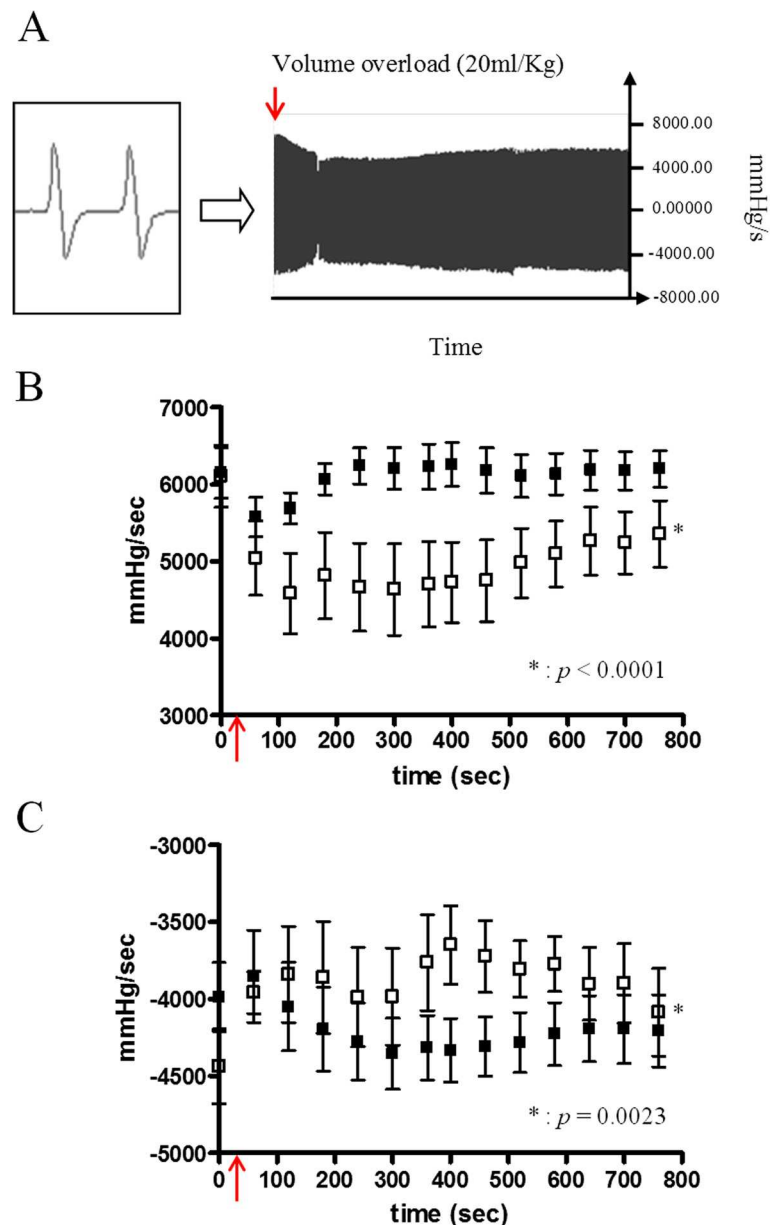 A
Volume overload (20ml/Kg)
8000.00
4000.00
0.00000
-4000.00
-8000.00
mmHg/s
Time
B
7000
6000
5000
4000
3000
mmHg/sec
*
* : p < 0.0001
0 100 200 300 400 500 600 700 800
time (sec)
C
-3000
-3500
-4000
-4500
-5000
mmHg/sec
*
* : p = 0.0023
0 100 200 300 400 500 600 700 800
time (sec)